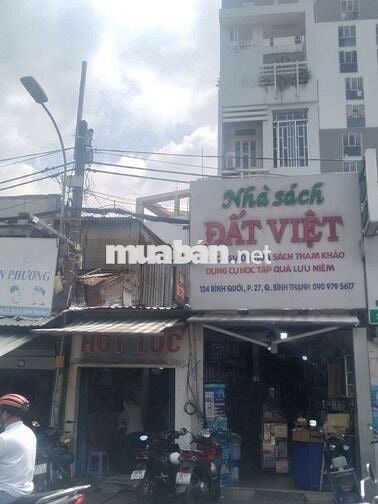 muaban.net
Nhà sách
ĐẤT VIỆT
SÁCH THAM KHẢO
DỤNG CỤ HỌC TẬP QUÀ LƯU NIỆM
124 BÌNH QUỚI, P. 27, Q. BÌNH THẠNH 090 979 5617
PHƯƠNG
HỚT TÓC